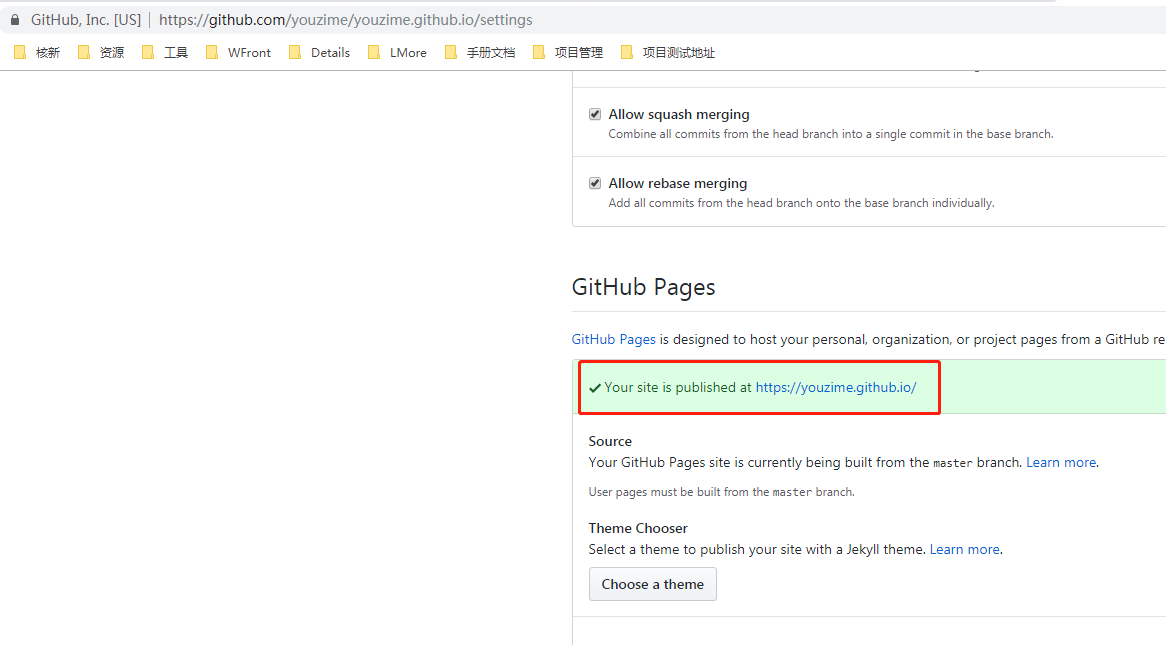 GitHub, Inc. [US] | https://github.com/youzime/youzime.github.io/settings
核新 资源 工具 WFront Details LMore 手册文档 项目管理 项目测试地址
Allow squash merging
Combine all commits from the head branch into a single commit in the base branch.
Allow rebase merging
Add all commits from the head branch onto the base branch individually.
GitHub Pages
GitHub Pages is designed to host your personal, organization, or project pages from a GitHub re
Your site is published at https://youzime.github.io/
Source
Your GitHub Pages site is currently being built from the master branch. Learn more.
User pages must be built from the master branch.
Theme Chooser
Select a theme to publish your site with a Jekyll theme. Learn more.
Choose a theme